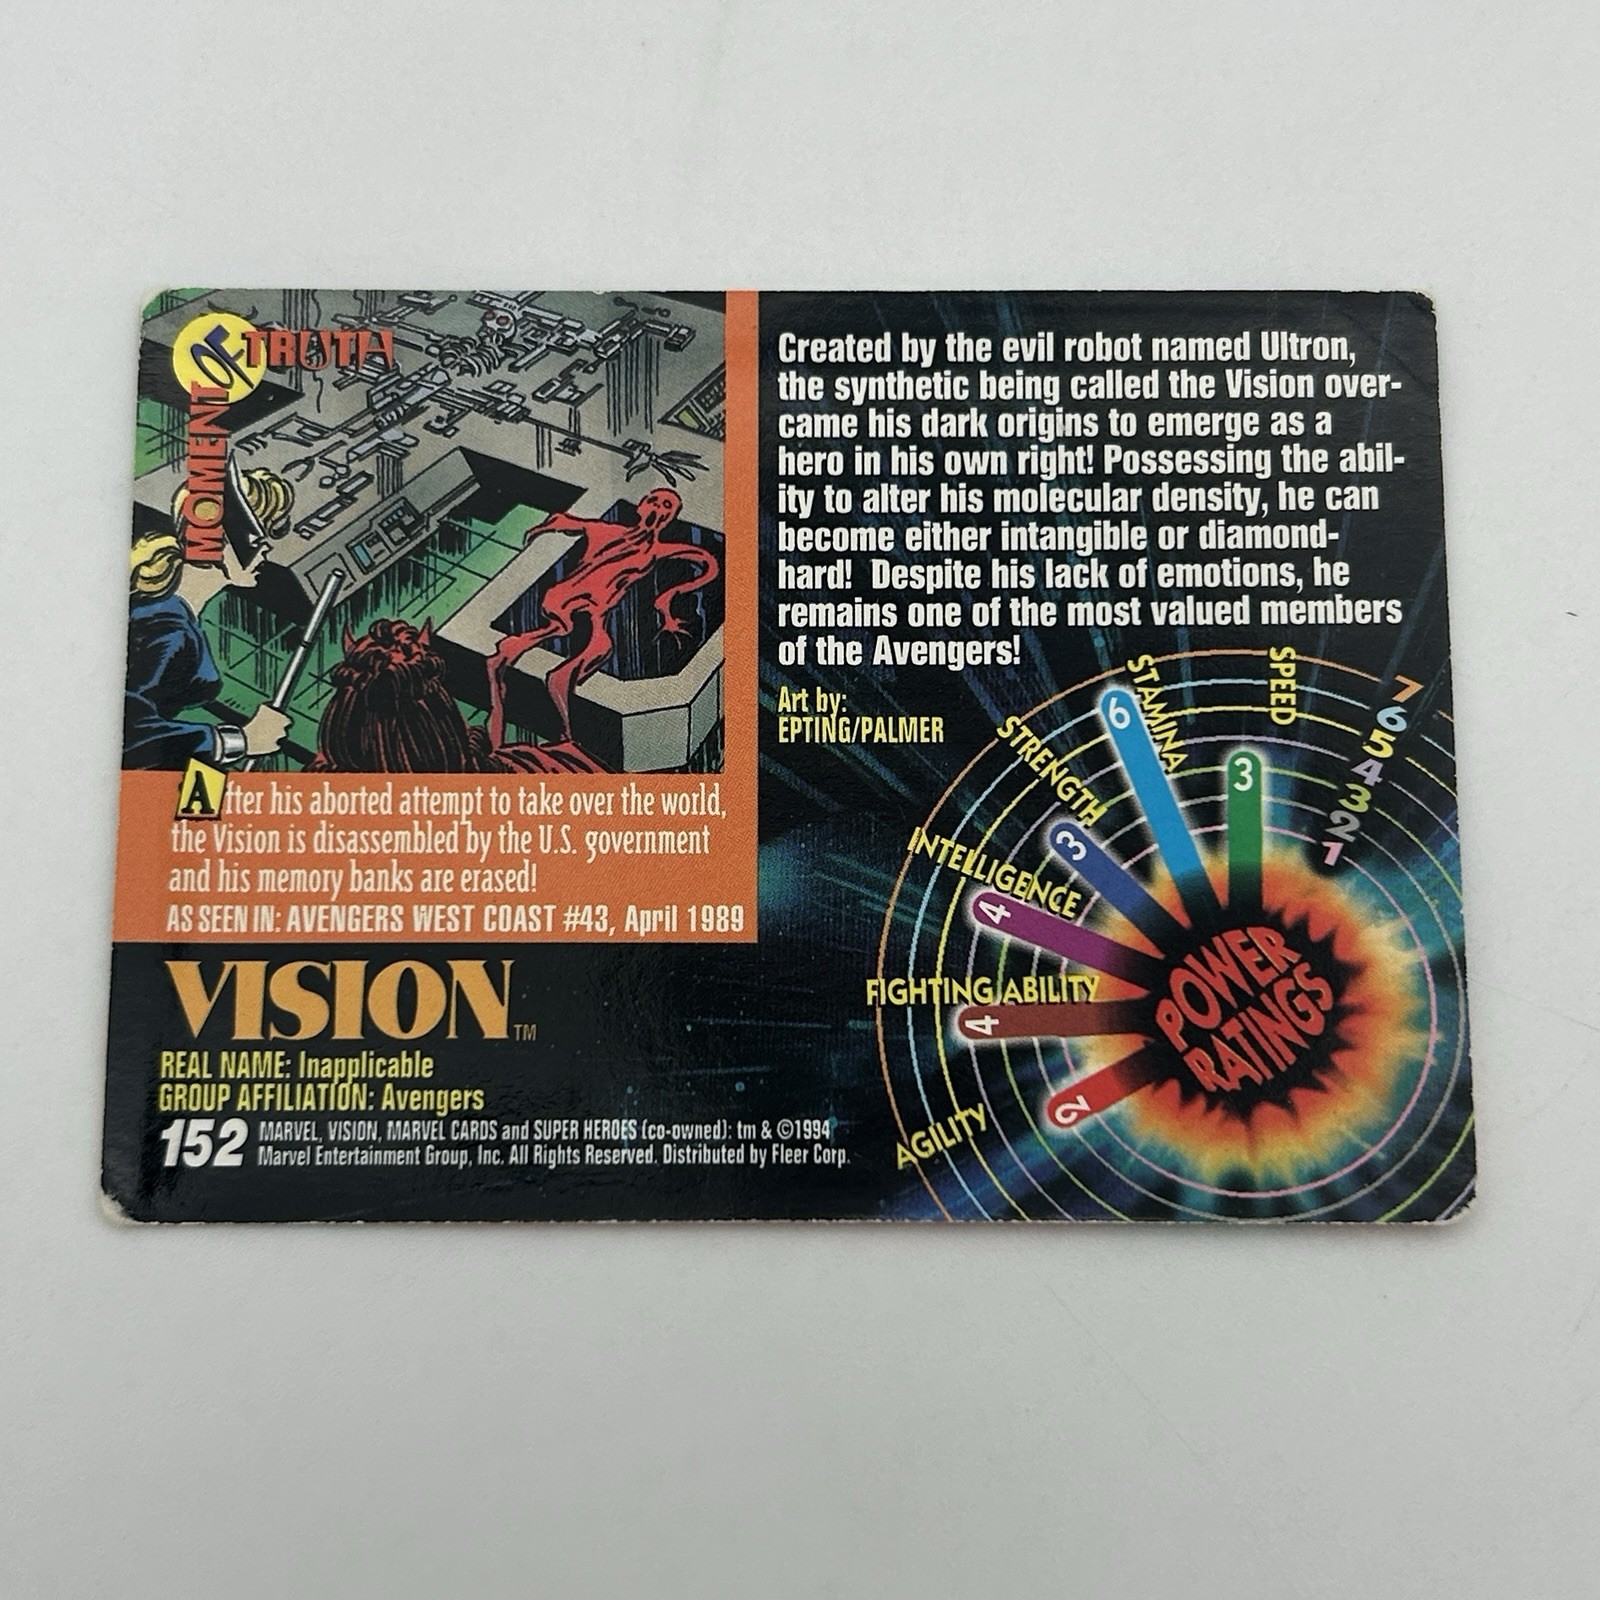 MOMENT OF TRUTH
After his aborted attempt to take over the world,
the Vision is disassembled by the U.S. government
and his memory banks are erased!
AS SEEN IN: AVENGERS WEST COAST #43, April 1989
VISION TM
REAL NAME: Inapplicable
GROUP AFFILIATION: Avengers
152
MARVEL, VISION, MARVEL CARDS and SUPER HEROES (co-owned): tm & ©1994
Marvel Entertainment Group, Inc. All Rights Reserved. Distributed by Fleer Corp.
Created by the evil robot named Ultron,
the synthetic being called the Vision over-
came his dark origins to emerge as a
hero in his own right! Possessing the abil-
ity to alter his molecular density, he can
become either intangible or diamond-
hard! Despite his lack of emotions, he
remains one of the most valued members
of the Avengers!
Art by:
EPTING/PALMER
SPEED
3
STAMINA
6
STRENGTH
3
INTELLIGENCE
4
FIGHTING ABILITY
4
AGILITY
2
7
6
5
4
3
2
1
POWER
RATINGS